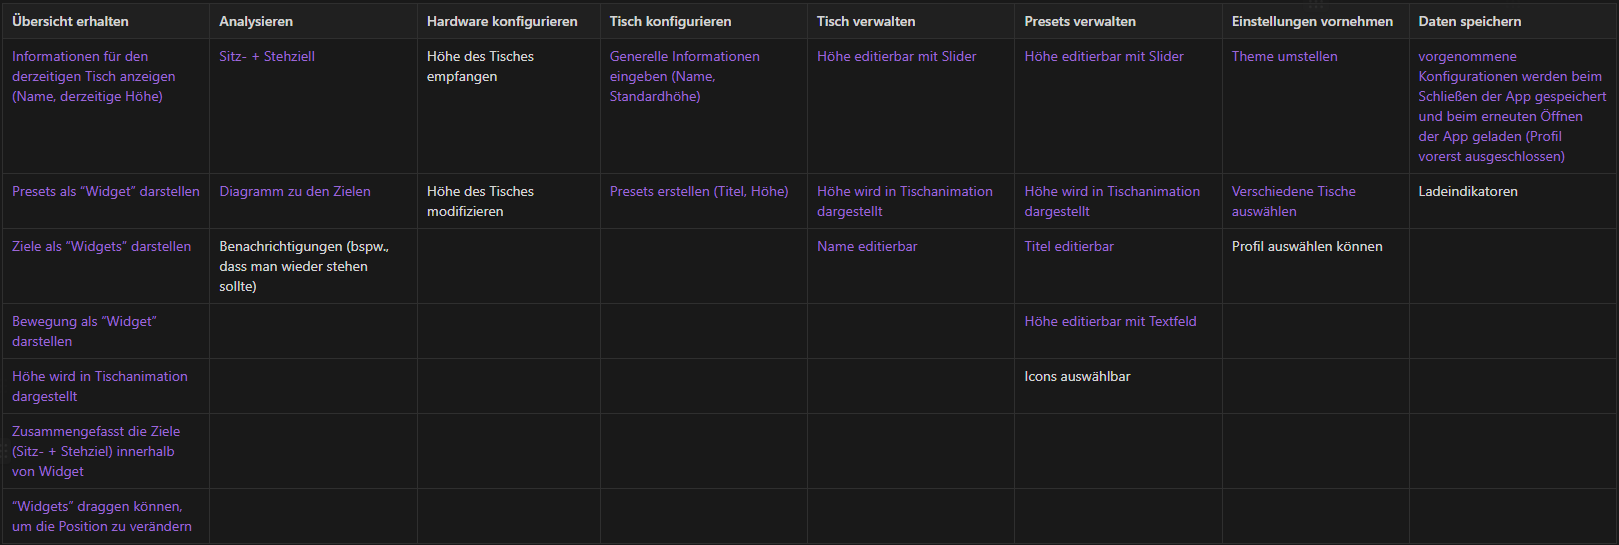 Übersicht erhalten
Analysieren
Hardware konfigurieren
Tisch konfigurieren
Tisch verwalten
Presets verwalten
Einstellungen vornehmen
Daten speichern
Informationen für den
derzeitigen Tisch anzeigen
(Name, derzeitige Höhe)
Sitz- + Stehziell
Höhe des Tisches
empfangen
Generelle Informationen
eingeben (Name,
Standardhöhe)
Höhe editierbar mit Slider
Höhe editierbar mit Slider
Theme umstellen
vorgenommene
Konfigurationen werden beim
Schließen der App gespeichert
und beim erneuten Öffnen
der App geladen (Profil
vorerst ausgeschlossen)
Presets als “Widget” darstellen
Diagramm zu den Zielen
Höhe des Tisches
modifizieren
Presets erstellen (Titel, Höhe)
Höhe wird in Tischanimation
dargestellt
Höhe wird in Tischanimation
dargestellt
Verschiedene Tische
auswählen
Ladeindikatoren
Ziele als “Widgets” darstellen
Benachrichtigungen (bspw.,
dass man wieder stehen
sollte)
Name editierbar
Titel editierbar
Profil auswählen können
Bewegung als “Widget”
darstellen
Höhe editierbar mit Textfeld
Höhe wird in Tischanimation
dargestellt
Icons auswählbar
Zusammengefasst die Ziele
(Sitz- + Stehziel) innerhalb
von Widget
“Widgets” draggen können,
um die Position zu verändern